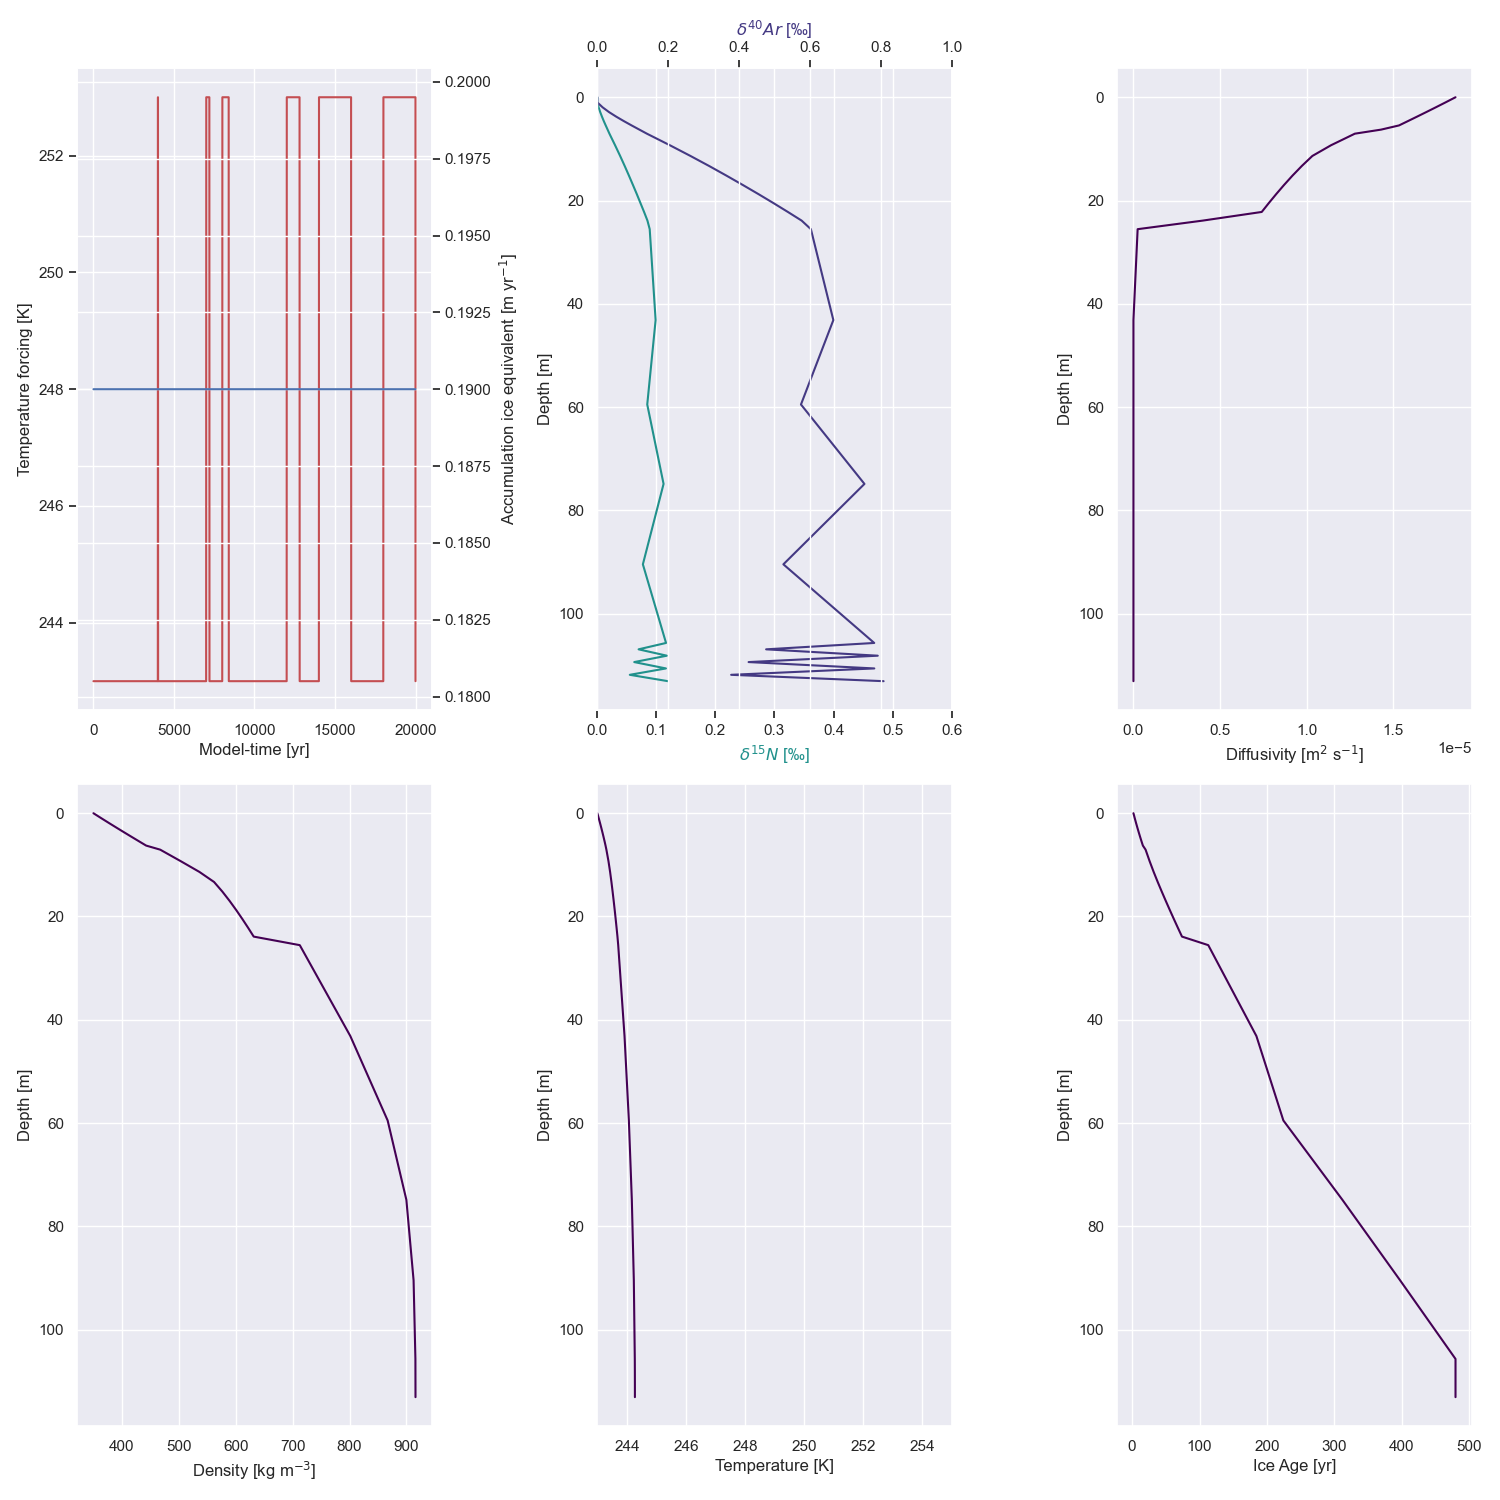 δ⁴⁰Ar [‰]
0.0 0.2 0.4 0.6 0.8 1.0
252
250
248
246
244
Temperature forcing [K]
0.2000
0.1975
0.1950
0.1925
0.1900
0.1875
0.1850
0.1825
0.1800
Accumulation ice equivalent [m yr⁻¹]
0 5000 10000 15000 20000
Model-time [yr]
0
20
40
60
80
100
Depth [m]
0.0 0.1 0.2 0.3 0.4 0.5 0.6
δ¹⁵N [‰]
0
20
40
60
80
100
Depth [m]
0.0 0.5 1.0 1.5
1e−5
Diffusivity [m² s⁻¹]
0
20
40
60
80
100
Depth [m]
400 500 600 700 800 900
Density [kg m⁻³]
0
20
40
60
80
100
Depth [m]
244 246 248 250 252 254
Temperature [K]
0
20
40
60
80
100
Depth [m]
0 100 200 300 400 500
Ice Age [yr]